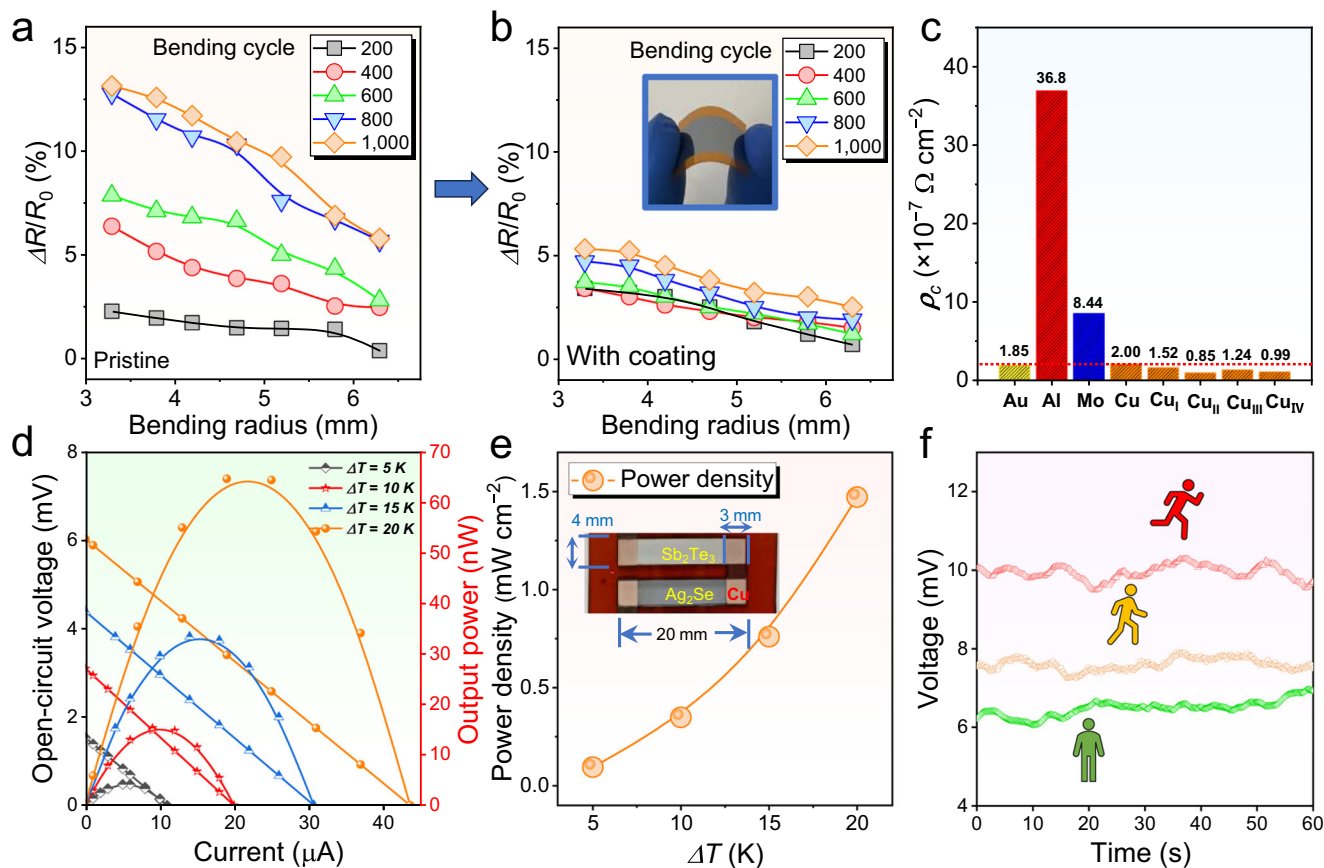 a
Bending cycle
200
400
600
800
1,000
15
10
5
0
ΔR/R0 (%)
Pristine
3 4 5 6
Bending radius (mm)
b
Bending cycle
200
400
600
800
1,000
15
10
5
0
ΔR/R0 (%)
With coating
3 4 5 6
Bending radius (mm)
c
40
30
20
10
0
ρc (×10−7 Ω cm−2)
1.85
36.8
8.44
2.00
1.52
0.85
1.24
0.99
Au Al Mo Cu CuI CuII CuIII CuIV
d
8
6
4
2
0
Open-circuit voltage (mV)
ΔT = 5 K
ΔT = 10 K
ΔT = 15 K
ΔT = 20 K
70
60
50
40
30
20
10
0
Output power (nW)
0 10 20 30 40
Current (μA)
e
Power density
1.5
1.0
0.5
0.0
Power density (mW cm−2)
4 mm
3 mm
Sb2Te3
Ag2Se
Cu
20 mm
5 10 15 20
ΔT (K)
f
12
10
8
6
4
Voltage (mV)
0 10 20 30 40 50 60
Time (s)